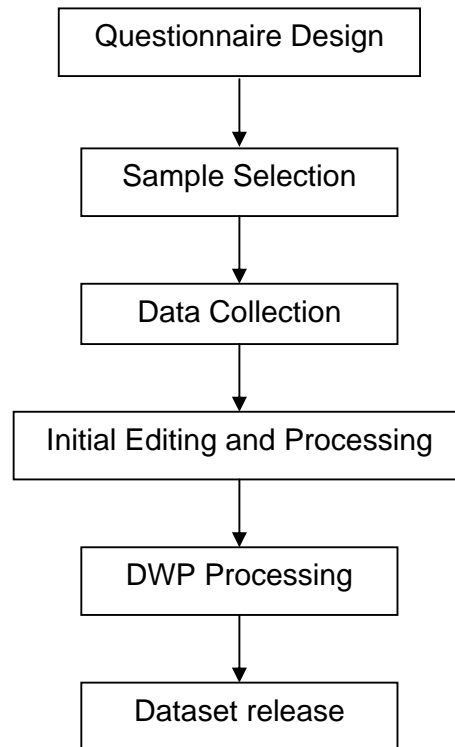 Questionnaire Design
Sample Selection
Data Collection
Initial Editing and Processing
DWP Processing
Dataset release